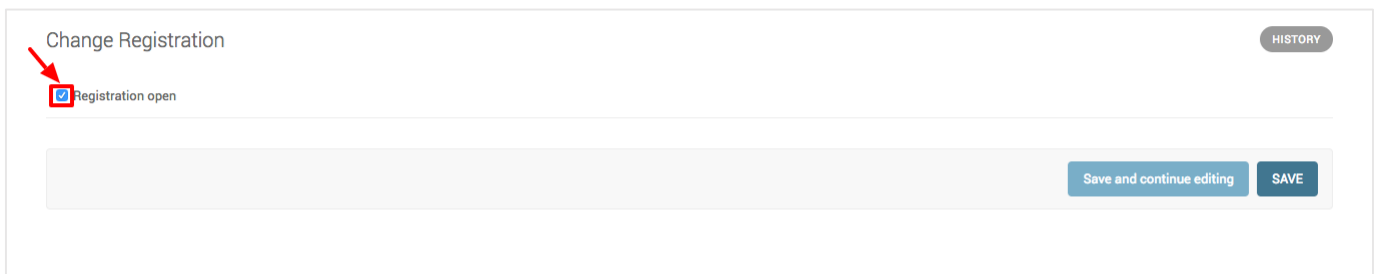 Change Registration
HISTORY
Registration open
Save and continue editing
SAVE